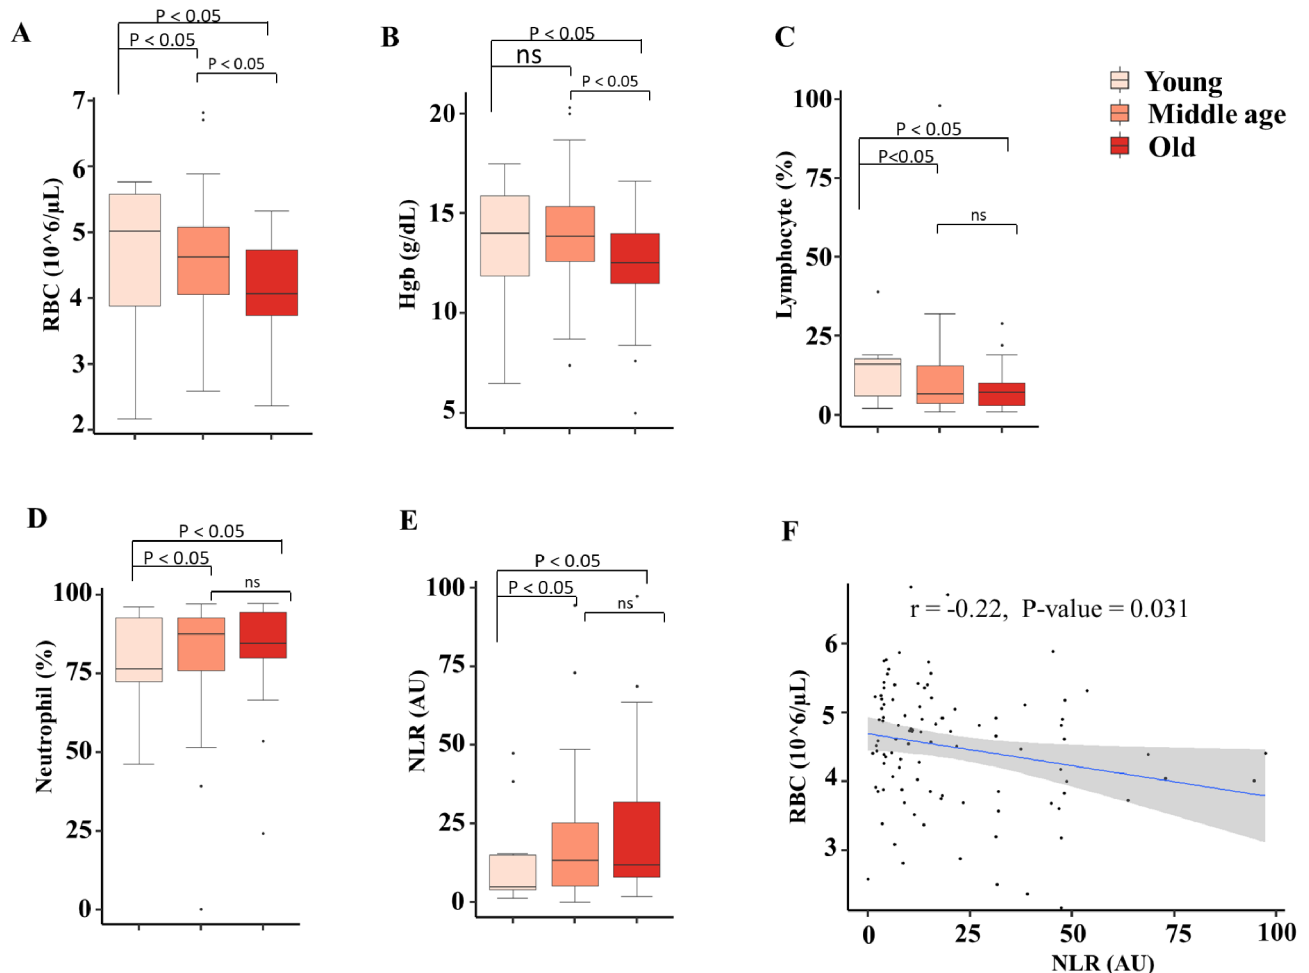 A
P < 0.05
P < 0.05
P < 0.05
RBC (10^6/µL)
7
6
5
4
3
2
B
P < 0.05
ns
P < 0.05
Hgb (g/dL)
20
15
10
5
C
P < 0.05
P<0.05
ns
Lymphocyte (%)
100
75
50
25
0
Young
Middle age
Old
D
P < 0.05
P < 0.05
ns
Neutrophil (%)
100
75
50
25
0
E
P < 0.05
P < 0.05
ns
NLR (AU)
100
75
50
25
0
F
r = -0.22, P-value = 0.031
RBC (10^6/µL)
6
5
4
3
0 25 50 75 100
NLR (AU)